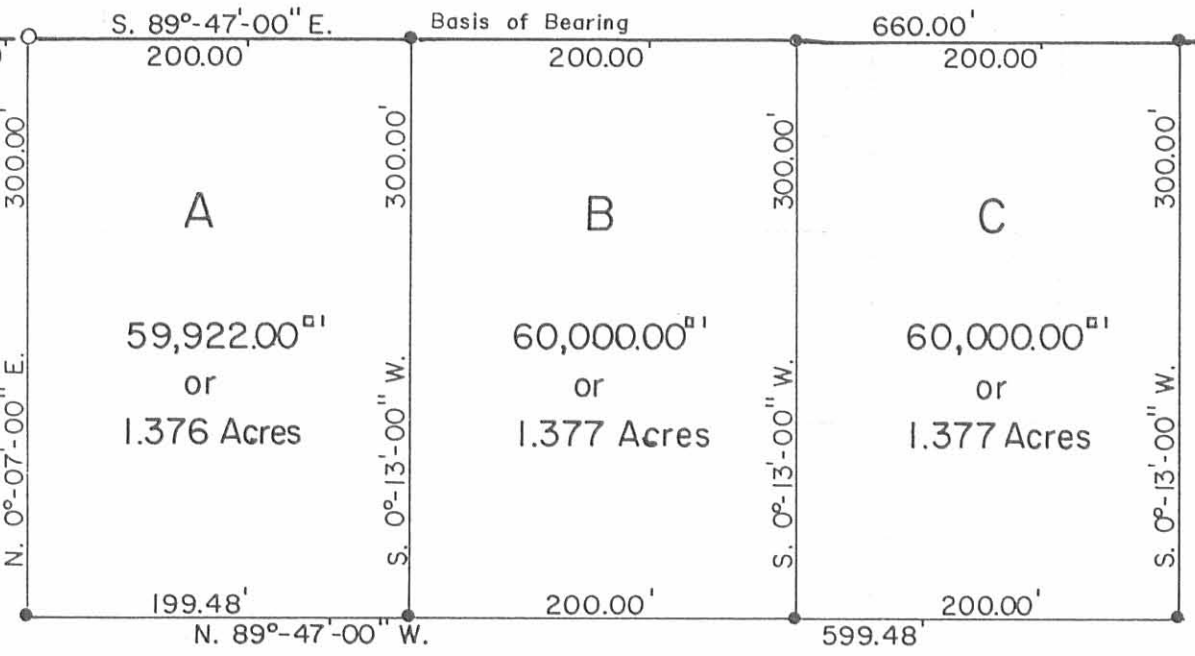 S. 89°-47'-00" E.
Basis of Bearing
660.00'
200.00'
200.00'
200.00'
300.00'
300.00'
300.00'
300.00'
A
B
C
59,922.00□'
or
1.376 Acres
60,000.00□'
or
1.377 Acres
60,000.00□'
or
1.377 Acres
N. 0°-07'-00" E.
S. 0°-13'-00" W.
S. 0°-13'-00" W.
S. 0°-13'-00" W.
199.48'
200.00'
200.00'
N. 89°-47'-00" W.
599.48'